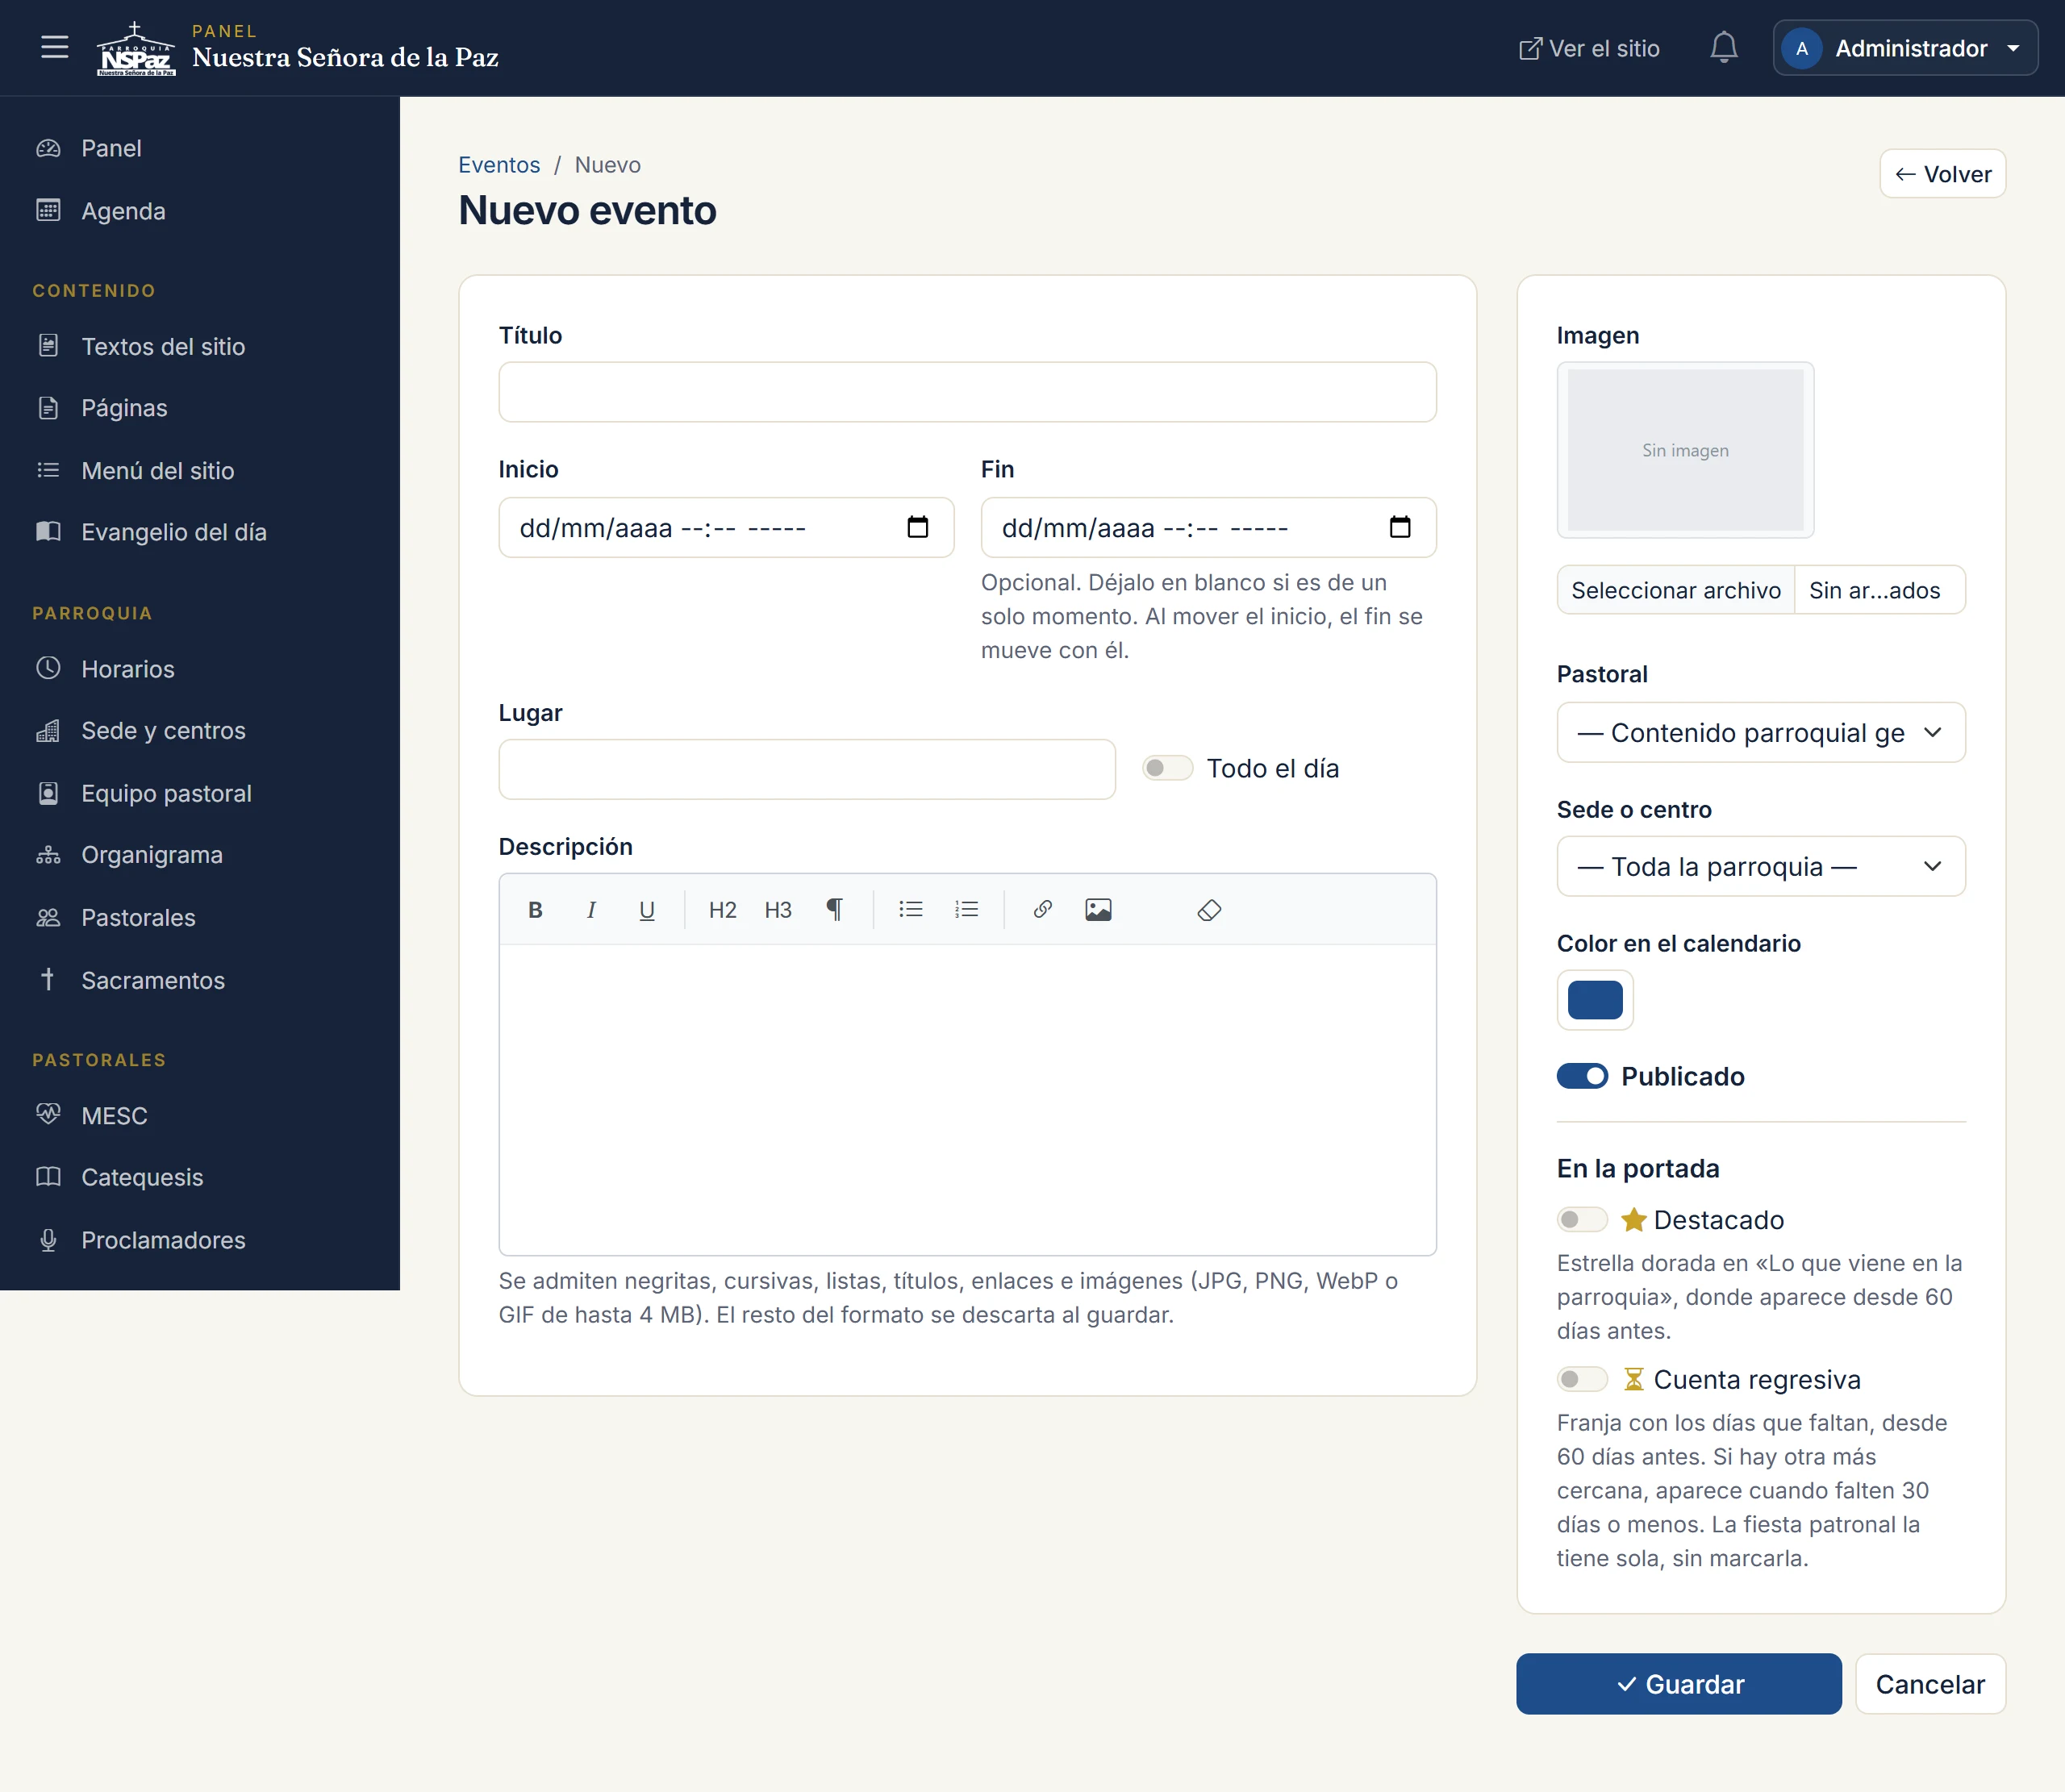 PANEL
Nuestra Señora de la Paz
PARROQUIA
NSPaz
Nuestra Señora de la Paz
Ver el sitio
A
Administrador
Panel
Agenda
CONTENIDO
Textos del sitio
Páginas
Menú del sitio
Evangelio del día
PARROQUIA
Horarios
Sede y centros
Equipo pastoral
Organigrama
Pastorales
Sacramentos
PASTORALES
MESC
Catequesis
Proclamadores
Eventos / Nuevo
Nuevo evento
← Volver
Título
Inicio
dd/mm/aaaa --:-- -----
Fin
dd/mm/aaaa --:-- -----
Opcional. Déjalo en blanco si es de un
solo momento. Al mover el inicio, el fin se
mueve con él.
Lugar
Todo el día
Descripción
B I U H2 H3 ¶
Se admiten negritas, cursivas, listas, títulos, enlaces e imágenes (JPG, PNG, WebP o
GIF de hasta 4 MB). El resto del formato se descarta al guardar.
Imagen
Sin imagen
Seleccionar archivo Sin ar...ados
Pastoral
— Contenido parroquial ge
Sede o centro
— Toda la parroquia —
Color en el calendario
Publicado
En la portada
Destacado
Estrella dorada en «Lo que viene en la
parroquia», donde aparece desde 60
días antes.
Cuenta regresiva
Franja con los días que faltan, desde
60 días antes. Si hay otra más
cercana, aparece cuando falten 30
días o menos. La fiesta patronal la
tiene sola, sin marcarla.
Guardar
Cancelar